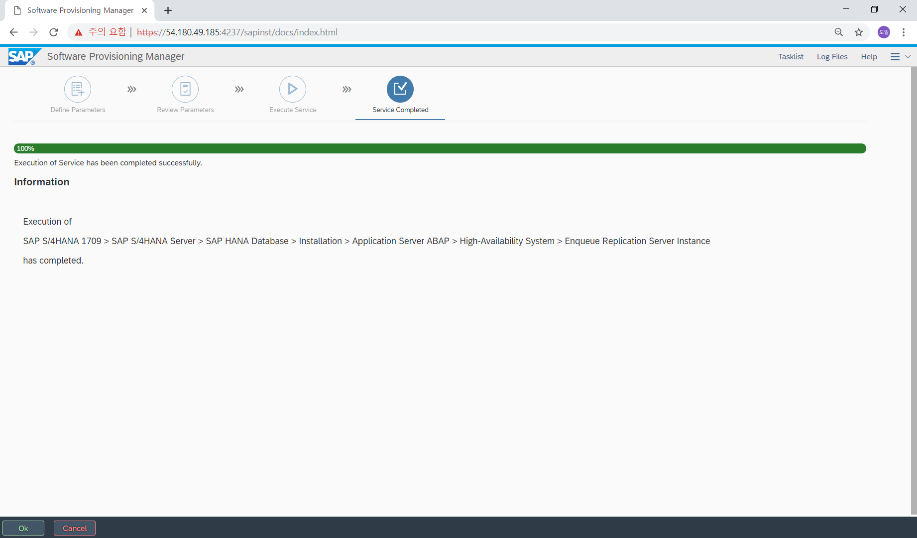 Software Provisioning Manager
주의 요함 | https://54.180.49.185:4237/sapinst/docs/index.html
도영
SAP Software Provisioning Manager Tasklist Log Files Help
Define Parameters Review Parameters Execute Service Service Completed
100%
Execution of Service has been completed successfully.
Information
Execution of
SAP S/4HANA 1709 > SAP S/4HANA Server > SAP HANA Database > Installation > Application Server ABAP > High-Availability System > Enqueue Replication Server Instance
has completed.
Ok Cancel